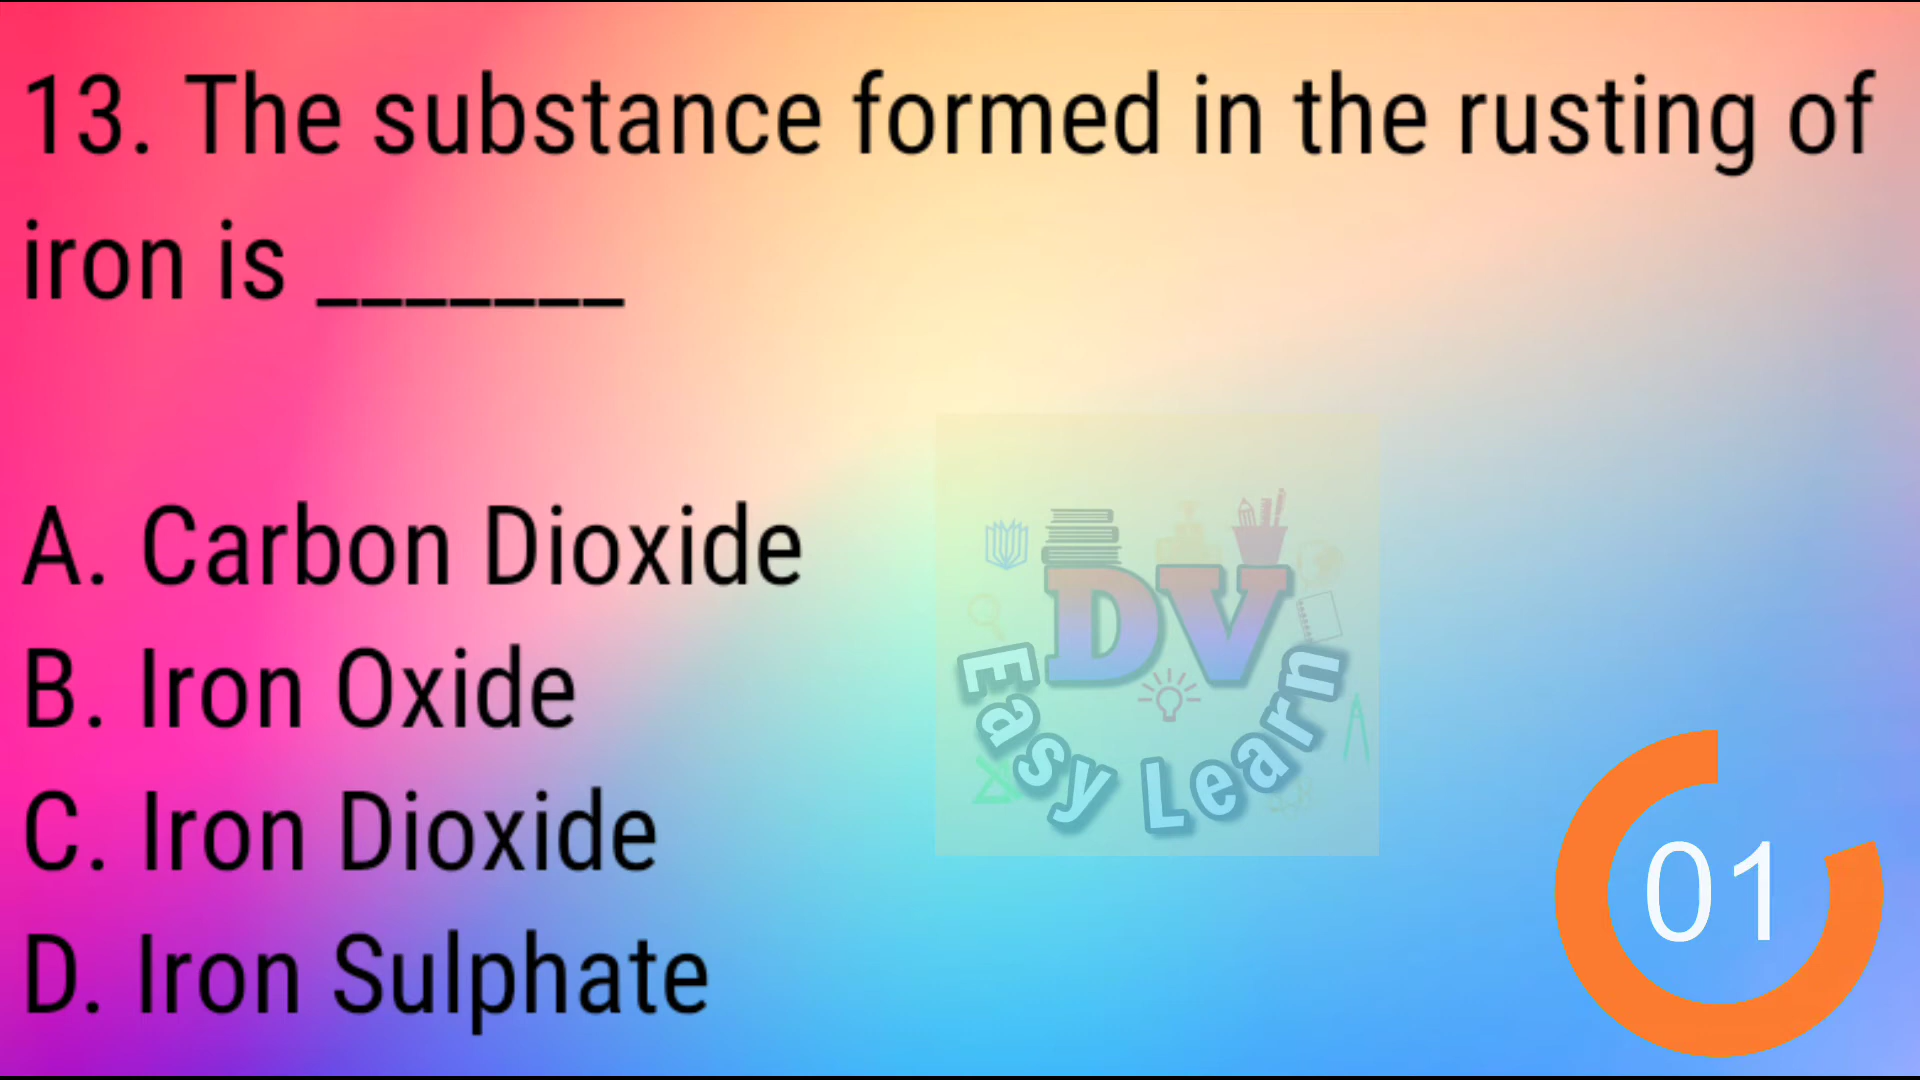 13. The substance formed in the rusting of
iron is _______
A. Carbon Dioxide
B. Iron Oxide
C. Iron Dioxide
D. Iron Sulphate
DV
Easy Learn
01